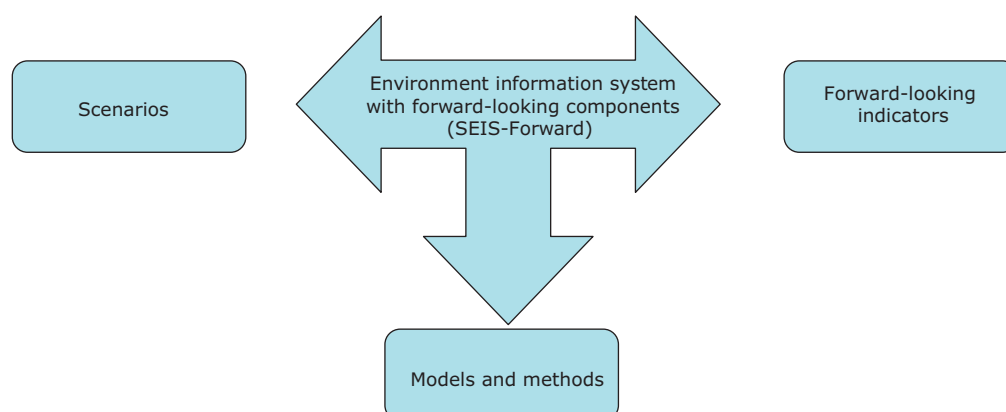 Scenarios
Environment information system
with forward-looking components
(SEIS-Forward)
Forward-looking
indicators
Models and methods